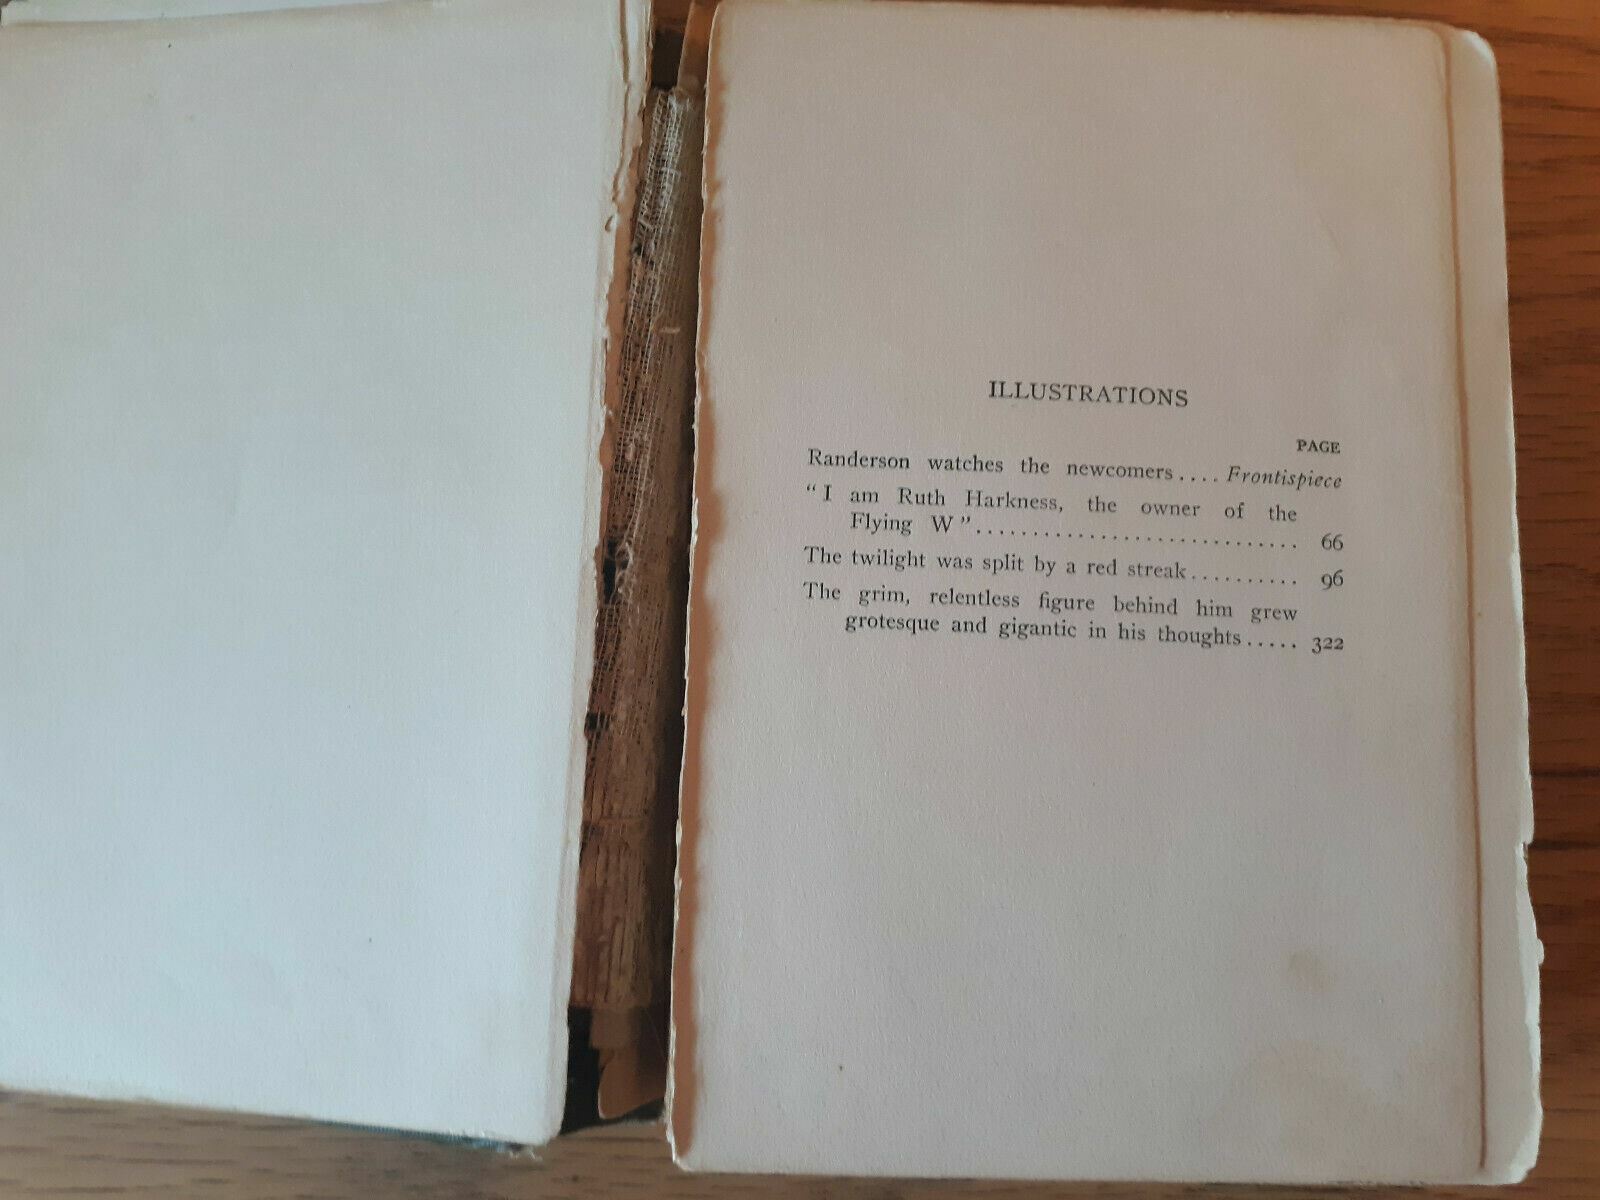 ILLUSTRATIONS
PAGE
Randerson watches the newcomers.... Frontispiece
"I am Ruth Harkness, the owner of the
Flying W".............................. 66
The twilight was split by a red streak.......... 96
The grim, relentless figure behind him grew
grotesque and gigantic in his thoughts..... 322